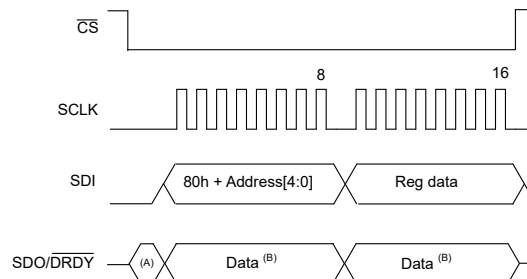 CS
8
16
SCLK
SDI
80h + Address[4:0]
Reg data
SDO/DRDY
(A)
Data (B)
Data (B)